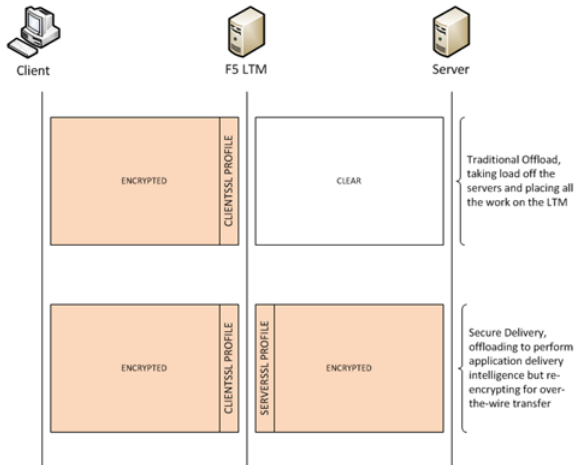 Client
F5 LTM
Server
ENCRYPTED
CLIENTSSL PROFILE
CLEAR
Traditional Offload,
taking load off the
servers and placing all
the work on the LTM
ENCRYPTED
CLIENTSSL PROFILE
SERVERSSL PROFILE
ENCRYPTED
Secure Delivery,
offloading to perform
application delivery
intelligence but re-
encrypting for over-
the-wire transfer